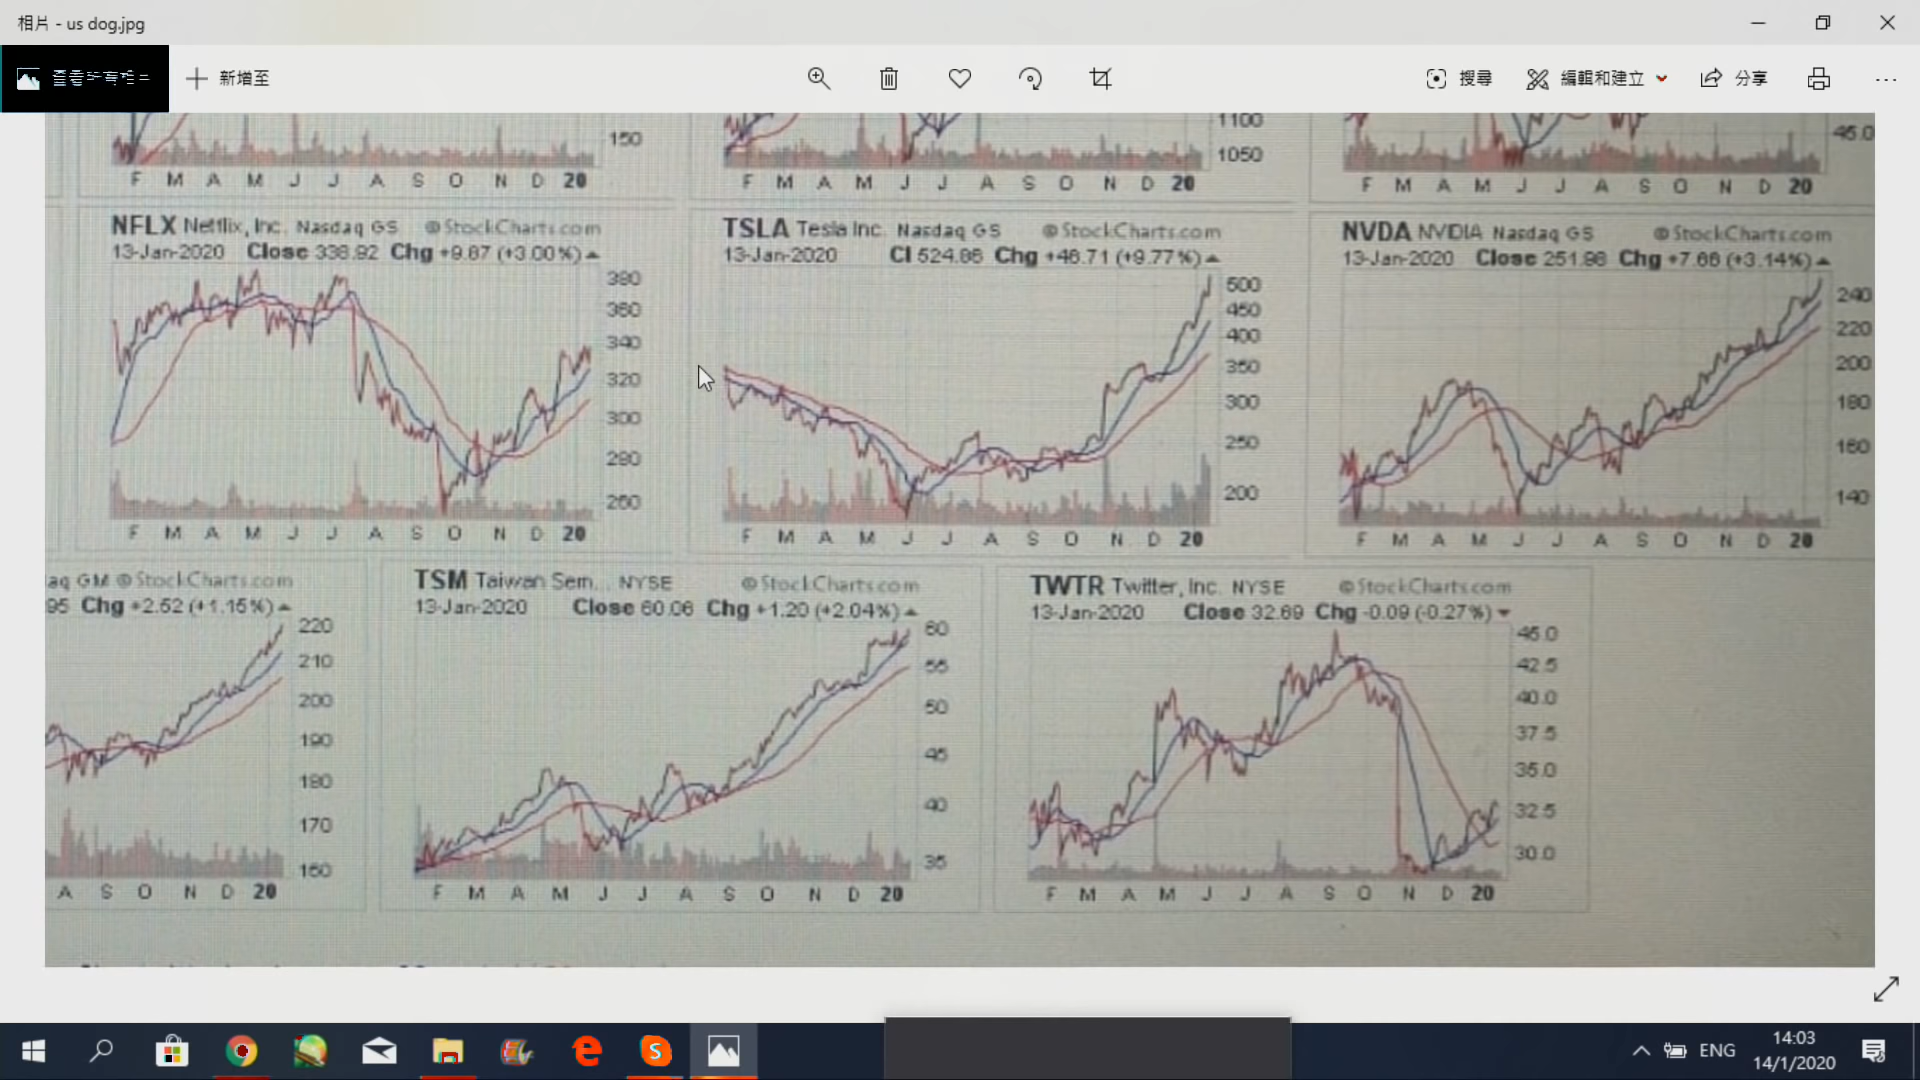 相片 - us dog.jpg
新增至
搜尋
編輯和建立
分享
150
F M A M J J A S O N D 20
1100
1050
F M A M J J A S O N D 20
45.0
F M A M J J A S O N D 20
NFLX Netflix, Inc. Nasdaq GS © StockCharts.com
13-Jan-2020 Close 338.92 Chg +9.87 (+3.00%)
380
360
340
320
300
280
260
F M A M J J A S O N D 20
TSLA Tesla Inc. Nasdaq GS © StockCharts.com
13-Jan-2020 Cl 524.86 Chg +46.71 (+9.77%)
500
450
400
350
300
250
200
F M A M J J A S O N D 20
NVDA NVIDIA Nasdaq GS © StockCharts.com
13-Jan-2020 Close 251.98 Chg +7.66 (+3.14%)
240
220
200
180
160
140
F M A M J J A S O N D 20
aq GM © StockCharts.com
95 Chg +2.52 (+1.15%)
220
210
200
190
180
170
160
A S O N D 20
TSM Taiwan Sem... NYSE © StockCharts.com
13-Jan-2020 Close 60.06 Chg +1.20 (+2.04%)
60
55
50
45
40
35
F M A M J J A S O N D 20
TWTR Twitter, Inc. NYSE © StockCharts.com
13-Jan-2020 Close 32.69 Chg -0.09 (-0.27%)
45.0
42.5
40.0
37.5
35.0
32.5
30.0
F M A M J J A S O N D 20
ENG
14:03
14/1/2020